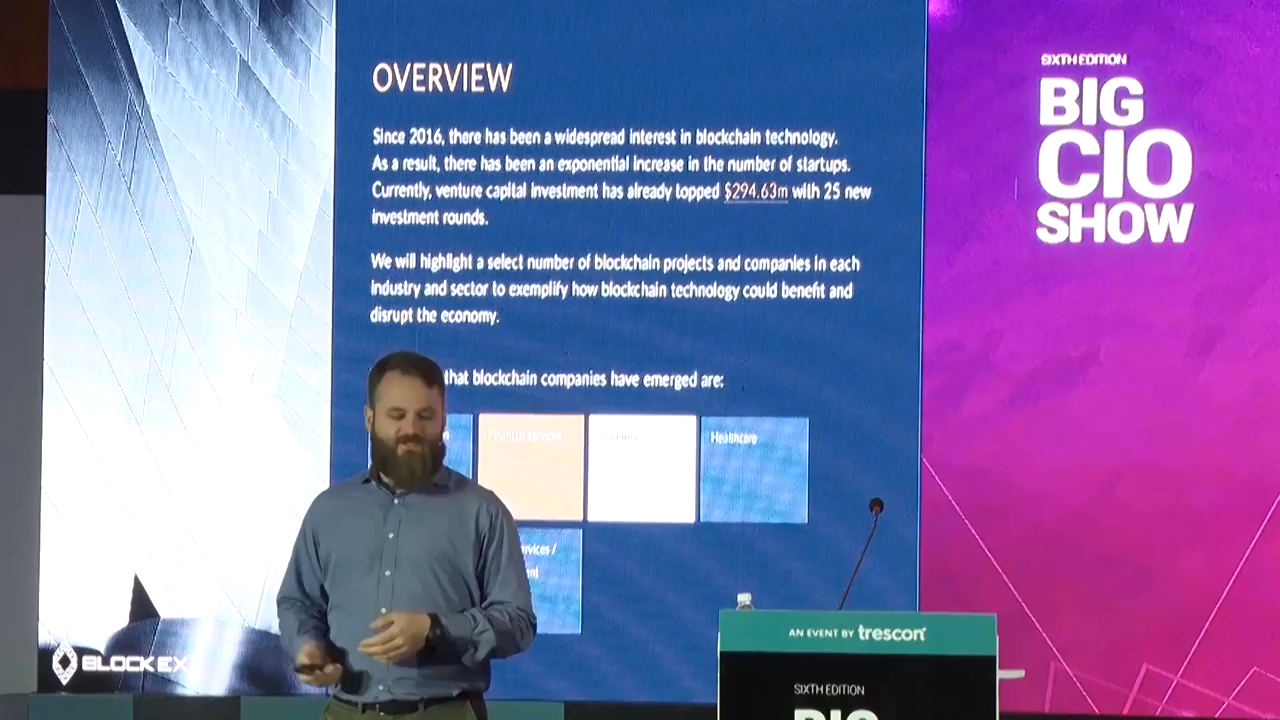 OVERVIEW
Since 2016, there has been a widespread interest in blockchain technology.
As a result, there has been an exponential increase in the number of startups.
Currently, venture capital investment has already topped $294.63m with 25 new
investment rounds.
We will highlight a select number of blockchain projects and companies in each
industry and sector to exemplify how blockchain technology could benefit and
disrupt the economy.
that blockchain companies have emerged are:
Financial services
Healthcare
BLOCKEX
SIXTH EDITION
BIG
CIO
SHOW
AN EVENT BY trescon
SIXTH EDITION
BIG